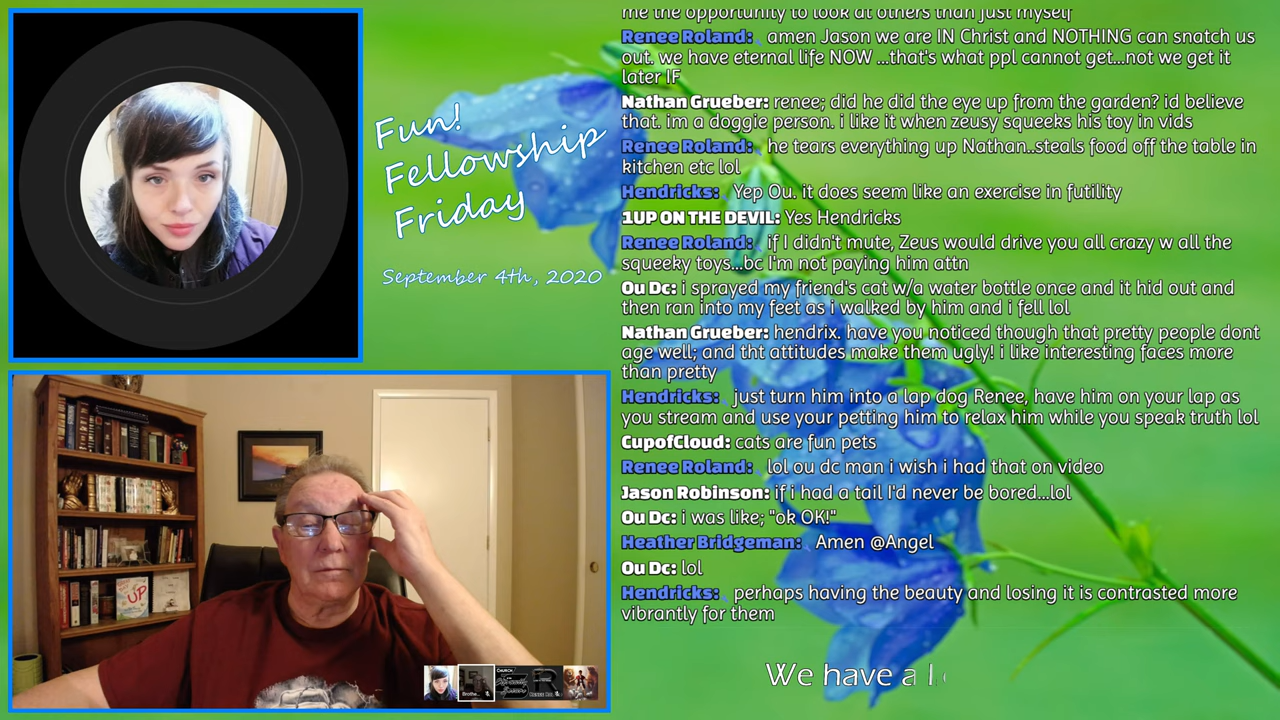 Fun!
Fellowship
Friday
September 4th, 2020
me the opportunity to look at others than just myself
Renee Roland: amen Jason we are IN Christ and NOTHING can snatch us
out. we have eternal life NOW ...that's what ppl cannot get...not we get it
later IF
Nathan Grueber: renee; did he did the eye up from the garden? id believe
that. im a doggie person. i like it when zeusy squeeks his toy in vids
Renee Roland: he tears everything up Nathan..steals food off the table in
kitchen etc lol
Hendricks: Yep Ou. it does seem like an exercise in futility
1UP ON THE DEVIL: Yes Hendricks
Renee Roland: if I didn't mute, Zeus would drive you all crazy w all the
squeeky toys...bc I'm not paying him attn
Ou Dc: i sprayed my friend's cat w/a water bottle once and it hid out and
then ran into my feet as i walked by him and i fell lol
Nathan Grueber: hendrix. have you noticed though that pretty people dont
age well; and tht attitudes make them ugly! i like interesting faces more
than pretty
Hendricks: just turn him into a lap dog Renee, have him on your lap as
you stream and use your petting him to relax him while you speak truth lol
CupofCloud: cats are fun pets
Renee Roland: lol ou dc man i wish i had that on video
Jason Robinson: if i had a tail I'd never be bored...lol
Ou Dc: i was like; "ok OK!"
Heather Bridgeman: Amen @Angel
Ou Dc: lol
Hendricks: perhaps having the beauty and losing it is contrasted more
vibrantly for them
We have a
UP
Brothe...
CHURCH